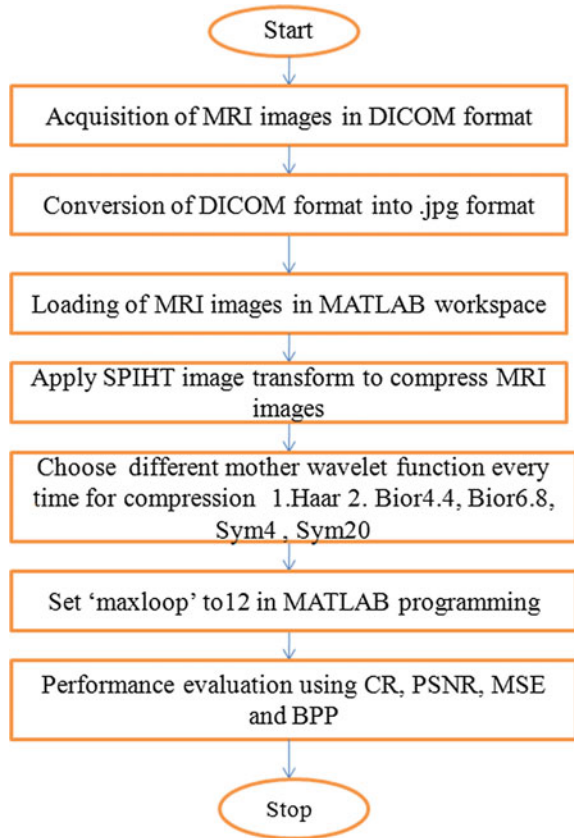 Start
Acquisition of MRI images in DICOM format
Conversion of DICOM format into .jpg format
Loading of MRI images in MATLAB workspace
Apply SPIHT image transform to compress MRI
images
Choose different mother wavelet function every
time for compression 1.Haar 2. Bior4.4, Bior6.8,
Sym4 , Sym20
Set ‘maxloop’ to12 in MATLAB programming
Performance evaluation using CR, PSNR, MSE
and BPP
Stop